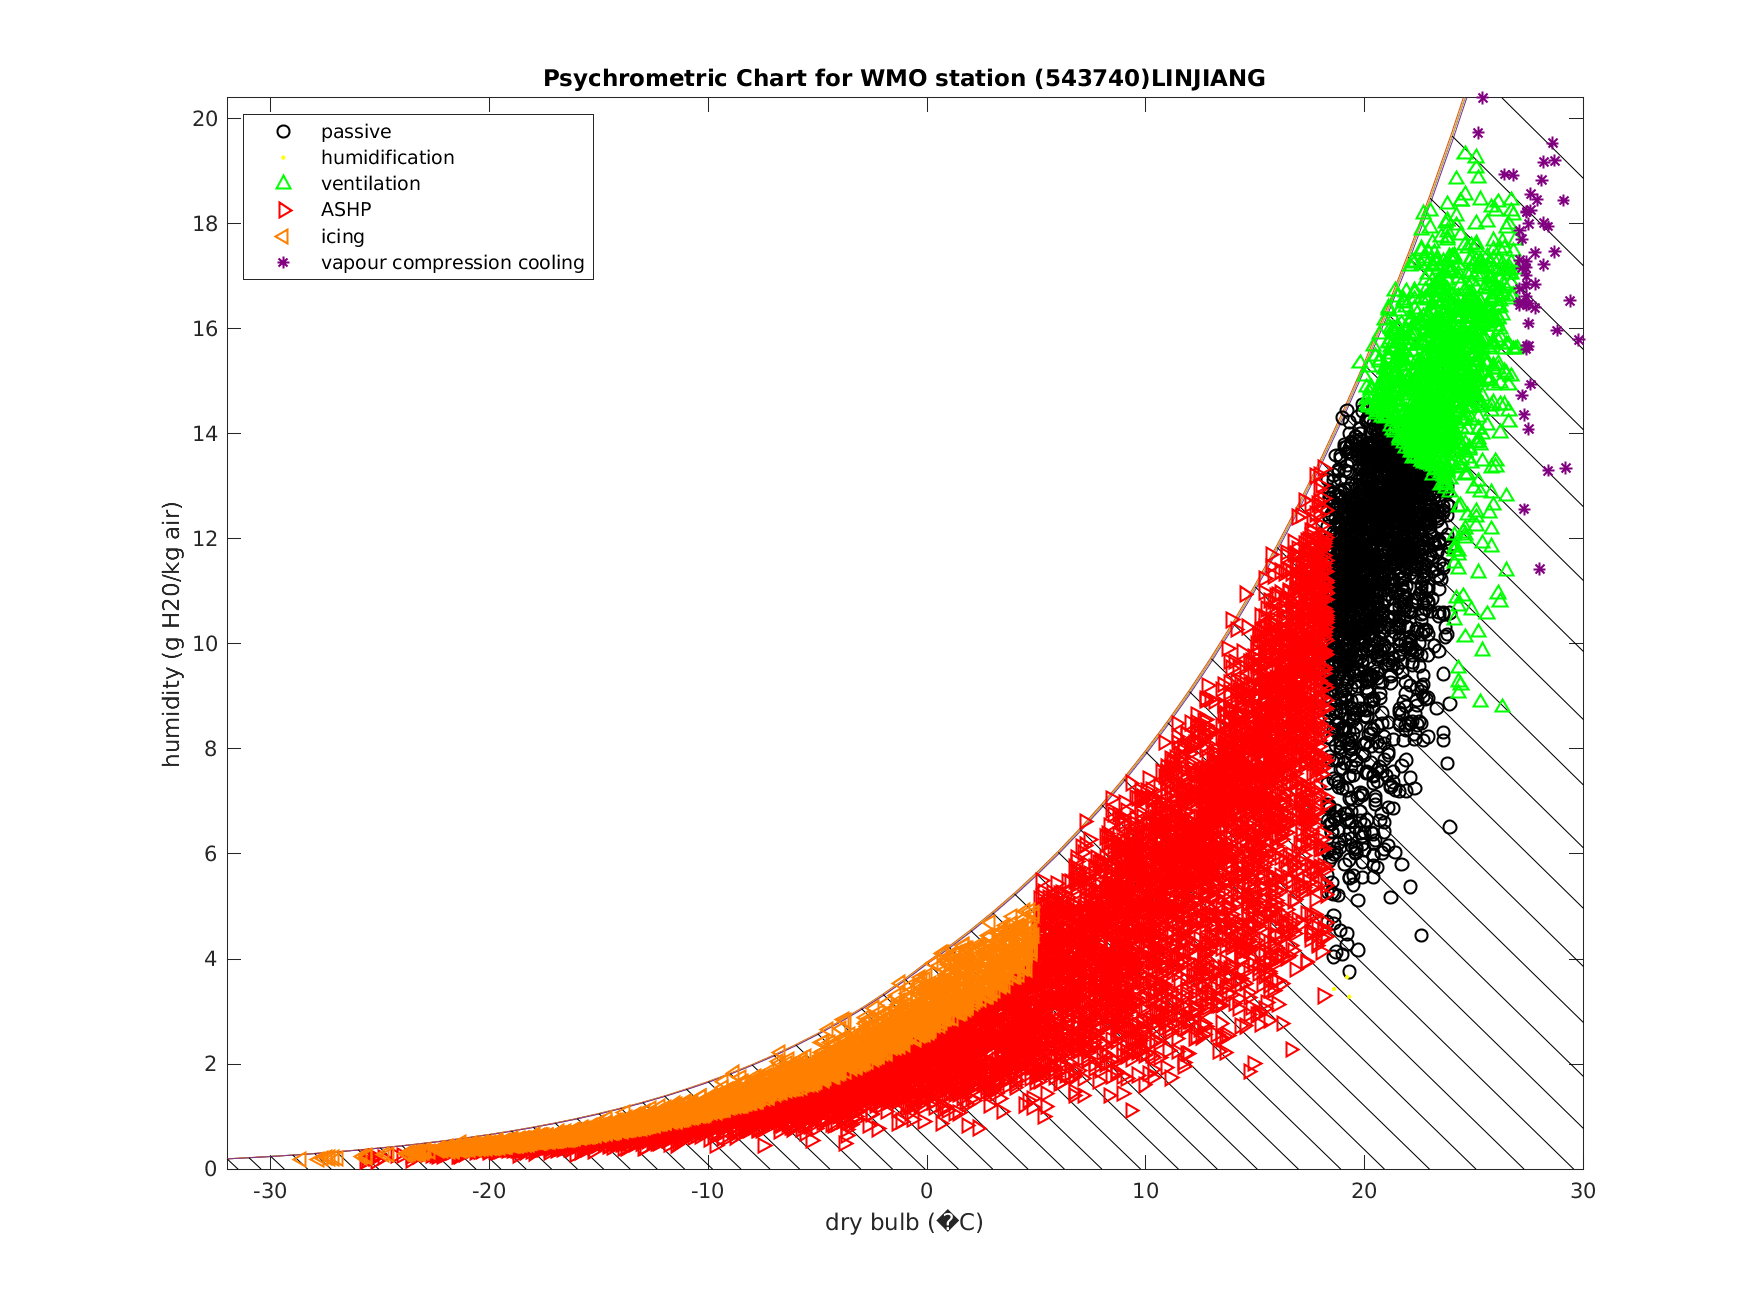 Psychrometric Chart for WMO station (543740)LINJIANG
passive
humidification
ventilation
ASHP
icing
vapour compression cooling
humidity (g H20/kg air)
20
18
16
14
12
10
8
6
4
2
0
-30 -20 -10 0 10 20 30
dry bulb (�C)